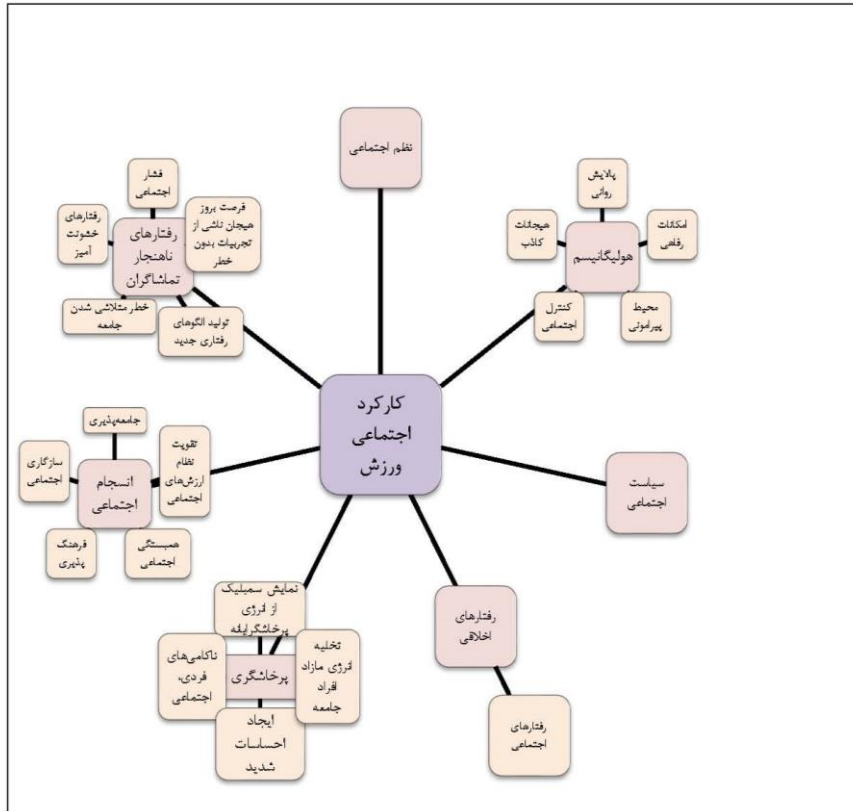 نظم اجتماعی
فشار
اجتماعی
فرصت بروز
هیجان ناشی از
تجربیات بدون
خطر
رفتارهای
خشونت
آمیز
رفتارهای
ناهنجار
تماشاگران
خطر متلاشی شدن
جامعه
تولید الگوهای
رفتاری جدید
پالایش
روانی
امکانات
رفاهی
هیجانات
کاذب
هولیگانیسم
کنترل
اجتماعی
محیط
پیرامونی
کارکرد
اجتماعی
ورزش
جامعه‌پذیری
تقویت
نظام
ارزش‌های
اجتماعی
سازگاری
اجتماعی
انسجام
اجتماعی
فرهنگ
پذیری
همبستگی
اجتماعی
سیاست
اجتماعی
نمایش سمبلیک
از انرژی
پرخاشگرایانه
تخلیه
انرژی مازاد
افراد
جامعه
ناکامی‌های
فردی،
اجتماعی
پرخاشگری
ایجاد
احساسات
شدید
رفتارهای
اخلاقی
رفتارهای
اجتماعی